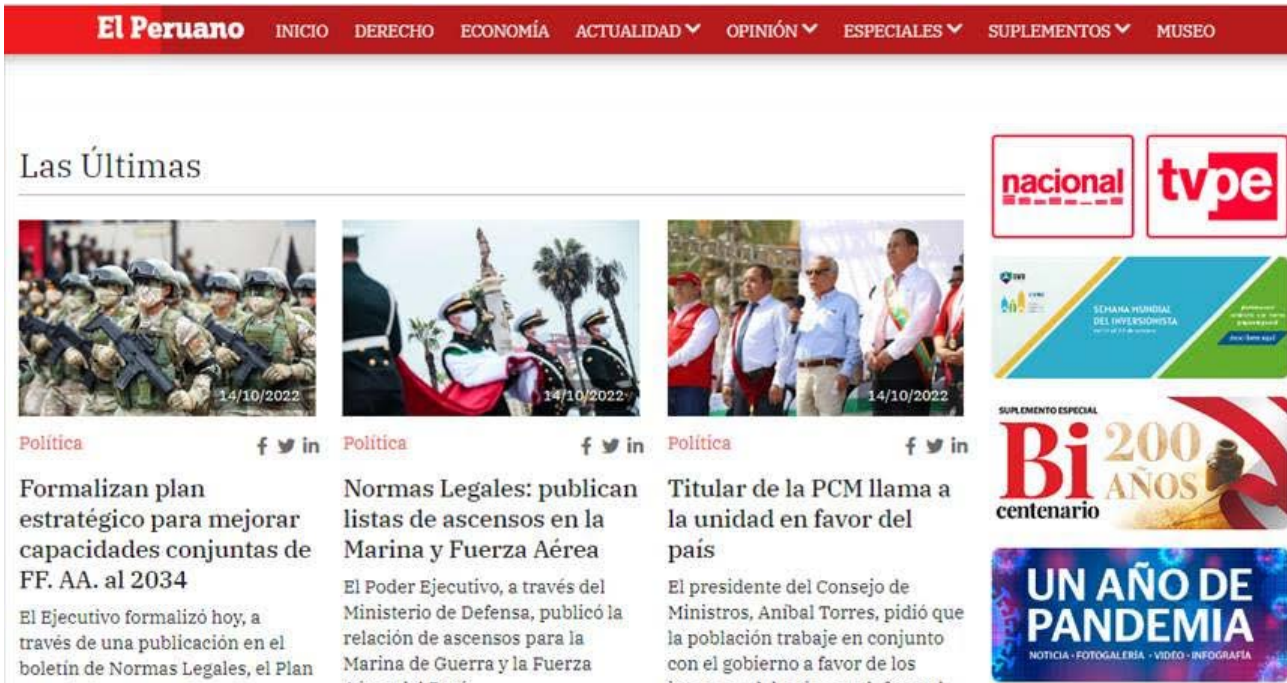 El Peruano INICIO DERECHO ECONOMÍA ACTUALIDAD OPINIÓN ESPECIALES SUPLEMENTOS MUSEO
Las Últimas
14/10/2022
Política
f in
Formalizan plan
estratégico para mejorar
capacidades conjuntas de
FF. AA. al 2034
El Ejecutivo formalizó hoy, a
través de una publicación en el
boletín de Normas Legales, el Plan
14/10/2022
Política
f in
Normas Legales: publican
listas de ascensos en la
Marina y Fuerza Aérea
El Poder Ejecutivo, a través del
Ministerio de Defensa, publicó la
relación de ascensos para la
Marina de Guerra y la Fuerza
14/10/2022
Política
f in
Titular de la PCM llama a
la unidad en favor del
país
El presidente del Consejo de
Ministros, Aníbal Torres, pidió que
la población trabaje en conjunto
con el gobierno a favor de los
nacional
tvpe
SEMANA MUNDIAL
DEL INVERSIONISTA
SUPLEMENTO ESPECIAL
Bi
centenario
200
AÑOS
UN AÑO DE
PANDEMIA
NOTICIA - FOTOGALERÍA - VIDEO - INFOGRAFÍA